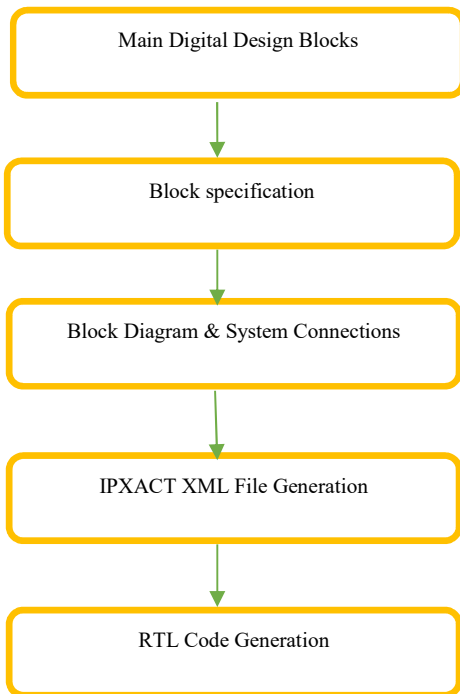 Main Digital Design Blocks
Block specification
Block Diagram & System Connections
IPXACT XML File Generation
RTL Code Generation